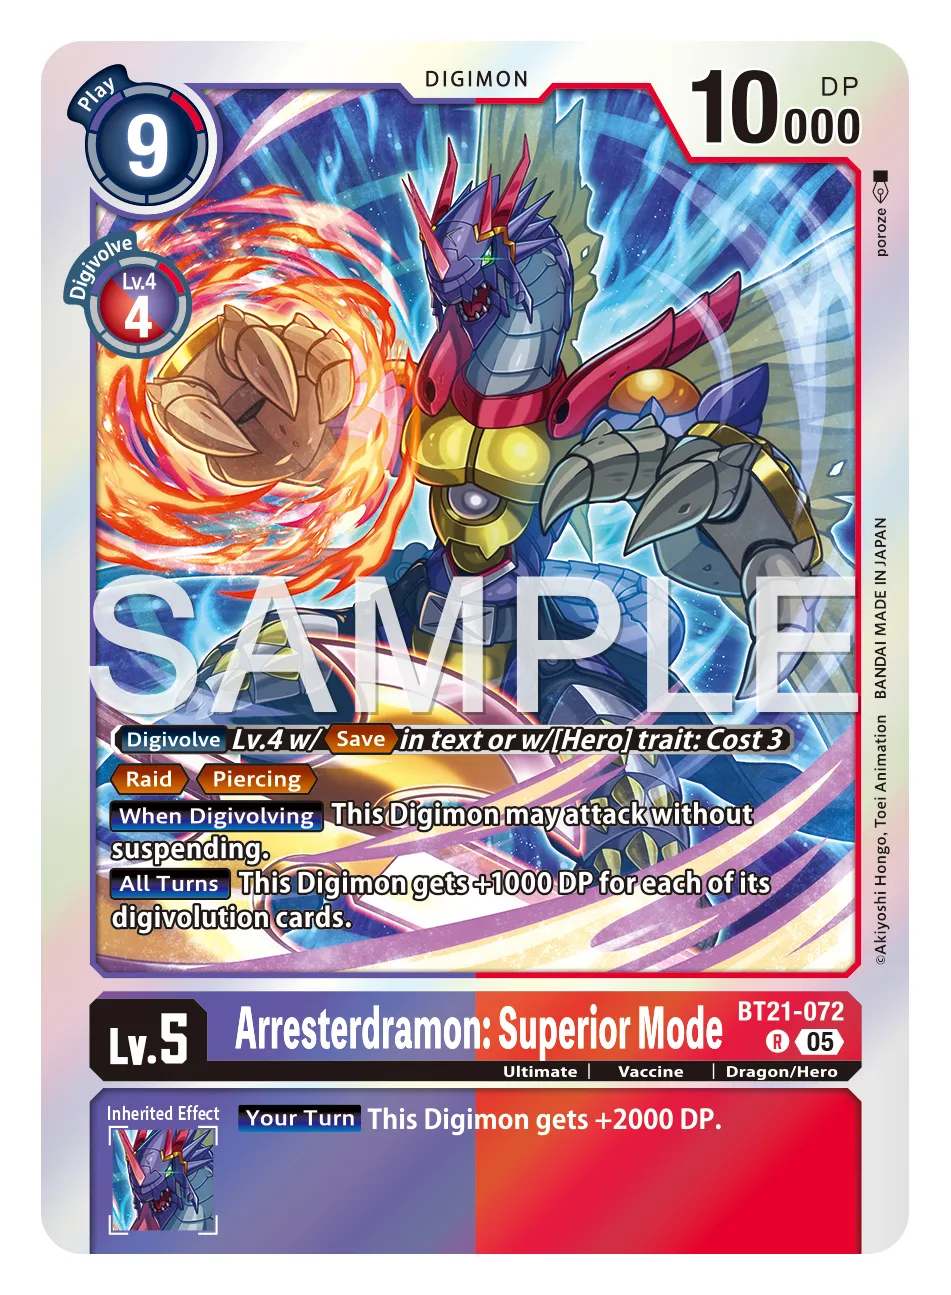 DIGIMON
Play
9
10000
DP
Digivolve
Lv.4
4
poroze
SAMPLE
Digivolve Lv.4 w/ Save in text or w/[Hero] trait: Cost 3
Raid Piercing
When Digivolving This Digimon may attack without
suspending.
All Turns This Digimon gets +1000 DP for each of its
digivolution cards.
©Akiyoshi Hongo, Toei Animation BANDAI MADE IN JAPAN
Lv.5
Arresterdramon: Superior Mode
BT21-072
R 05
Ultimate | Vaccine | Dragon/Hero
Inherited Effect
Your Turn This Digimon gets +2000 DP.